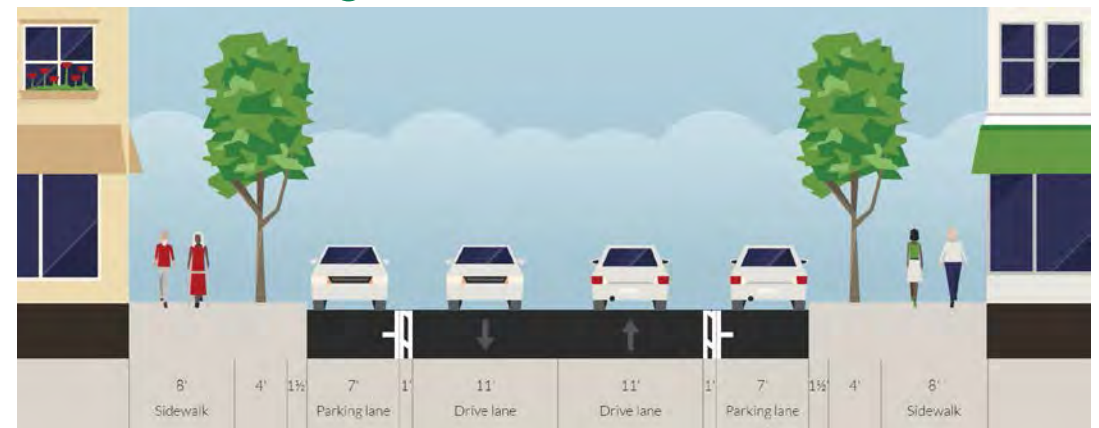 8' 4' 1½' 7' 1' 11' 11' 1' 7' 1½' 4' 8'
Sidewalk Parking lane Drive lane Drive lane Parking lane Sidewalk